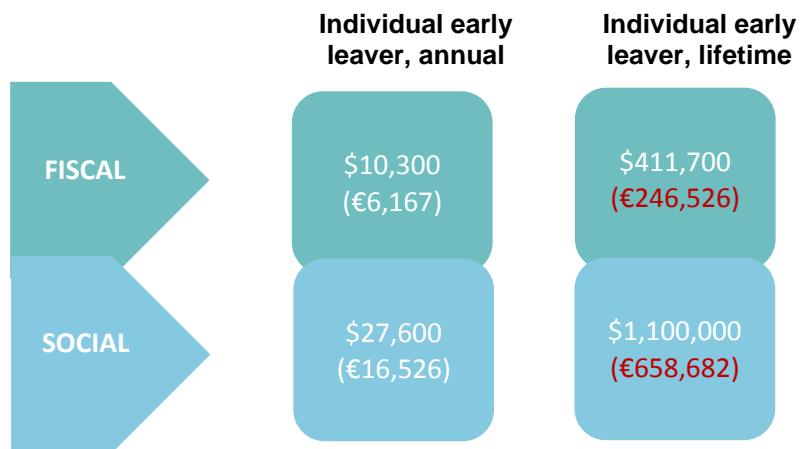 Individual early
leaver, annual
Individual early
leaver, lifetime
FISCAL
$10,300
(€6,167)
$411,700
(€246,526)
SOCIAL
$27,600
(€16,526)
$1,100,000
(€658,682)